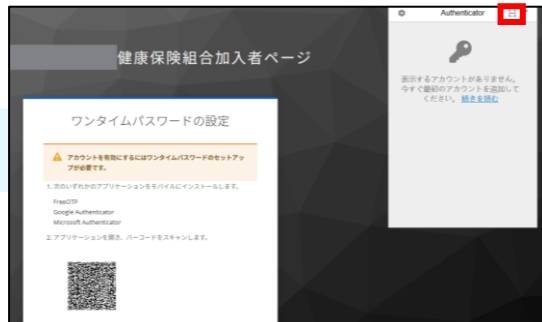 健康保険組合加入者ページ
ワンタイムパスワードの設定
アカウントを有効にするにはワンタイムパスワードのセットアッ
プが必要です。
1. 次のいずれかのアプリケーションをモバイルにインストールします。
FreeOTP
Google Authenticator
Microsoft Authenticator
2. アプリケーションを開き、バーコードをスキャンします。
Authenticator
表示するアカウントがありません。
今すぐ最初のアカウントを追加して
ください。 続きを読む